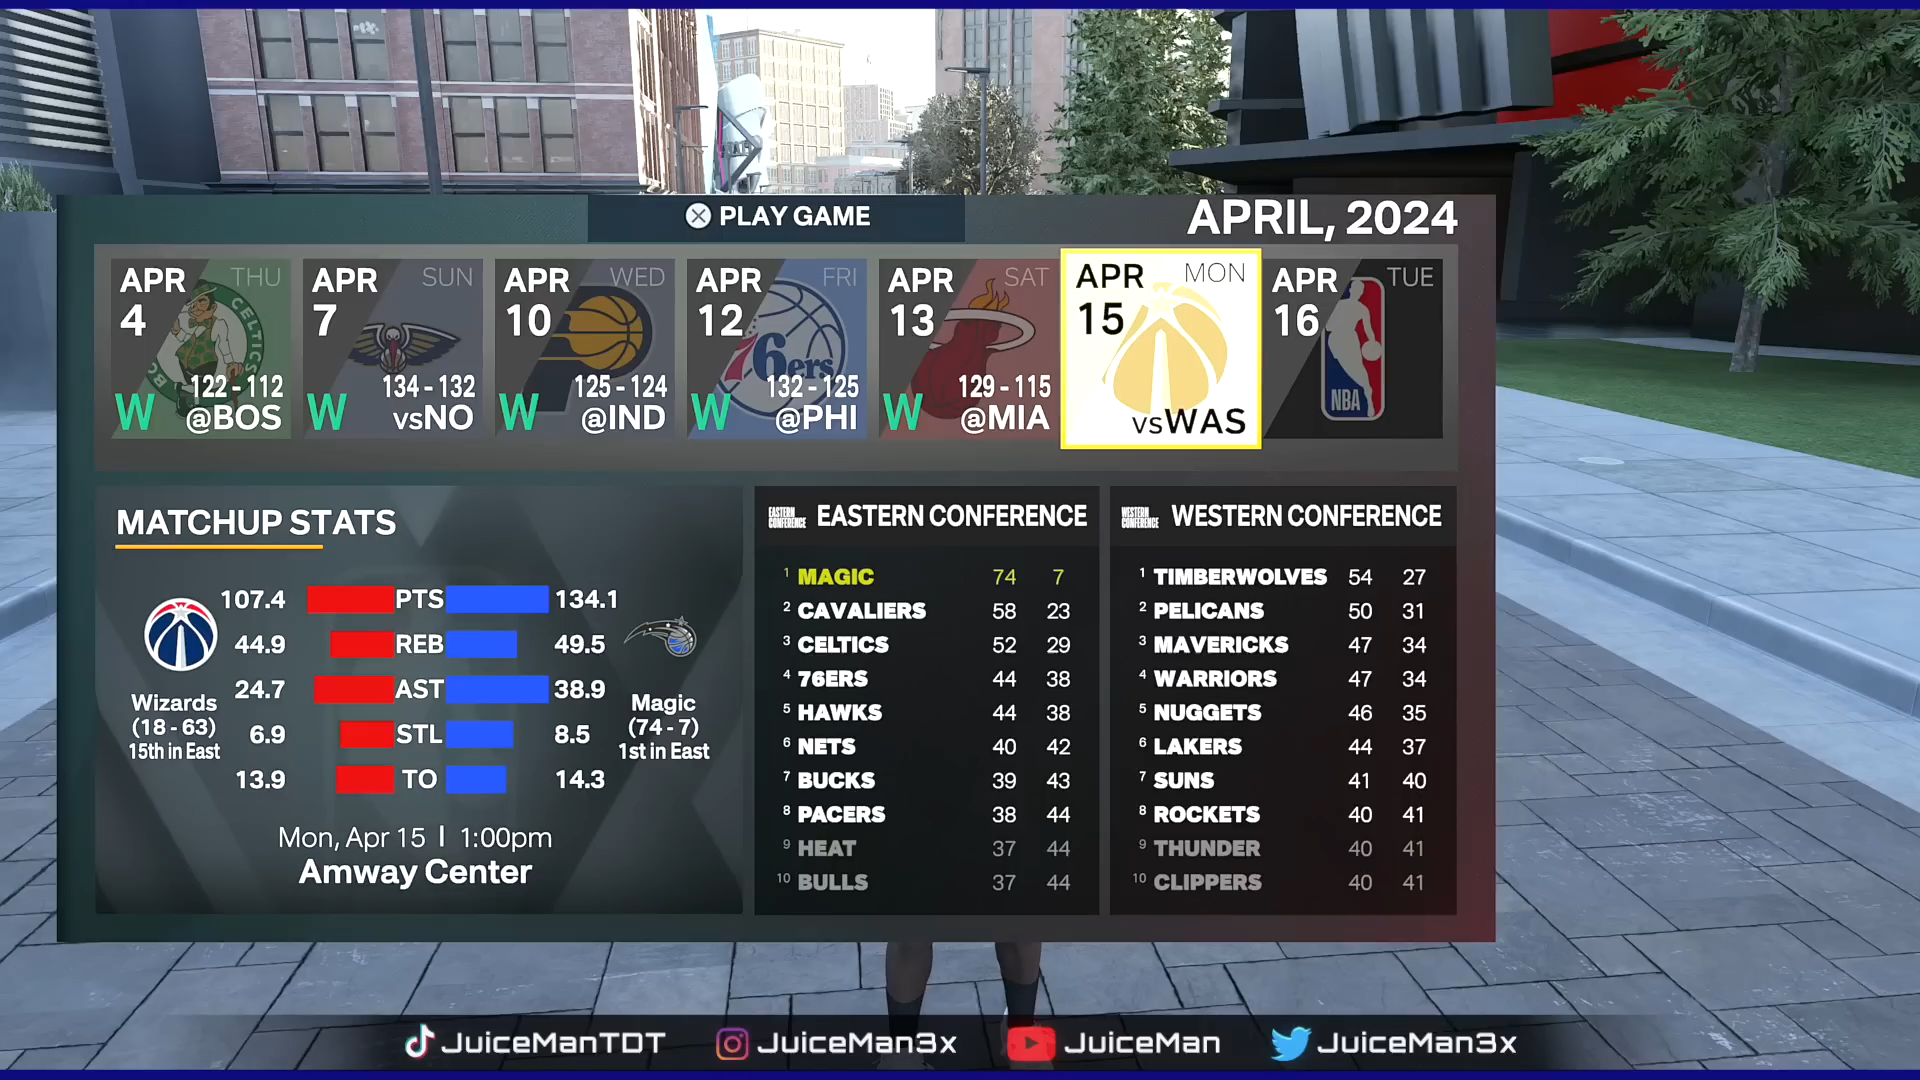 PLAY GAME
APRIL, 2024
APR 4 THU
CELTICS
W 122 - 112
@BOS
APR 7 SUN
W 134 - 132
vsNO
APR 10 WED
W 125 - 124
@IND
APR 12 FRI
76ers
W 132 - 125
@PHI
APR 13 SAT
W 129 - 115
@MIA
APR 15 MON
vsWAS
APR 16 TUE
NBA
MATCHUP STATS
107.4 PTS 134.1
44.9 REB 49.5
24.7 AST 38.9
6.9 STL 8.5
13.9 TO 14.3
Wizards
(18 - 63)
15th in East
Magic
(74 - 7)
1st in East
Mon, Apr 15 | 1:00pm
Amway Center
EASTERN CONFERENCE EASTERN CONFERENCE
1 MAGIC 74 7
2 CAVALIERS 58 23
3 CELTICS 52 29
4 76ERS 44 38
5 HAWKS 44 38
6 NETS 40 42
7 BUCKS 39 43
8 PACERS 38 44
9 HEAT 37 44
10 BULLS 37 44
WESTERN CONFERENCE WESTERN CONFERENCE
1 TIMBERWOLVES 54 27
2 PELICANS 50 31
3 MAVERICKS 47 34
4 WARRIORS 47 34
5 NUGGETS 46 35
6 LAKERS 44 37
7 SUNS 41 40
8 ROCKETS 40 41
9 THUNDER 40 41
10 CLIPPERS 40 41
JuiceManTDT JuiceMan3x JuiceMan JuiceMan3x